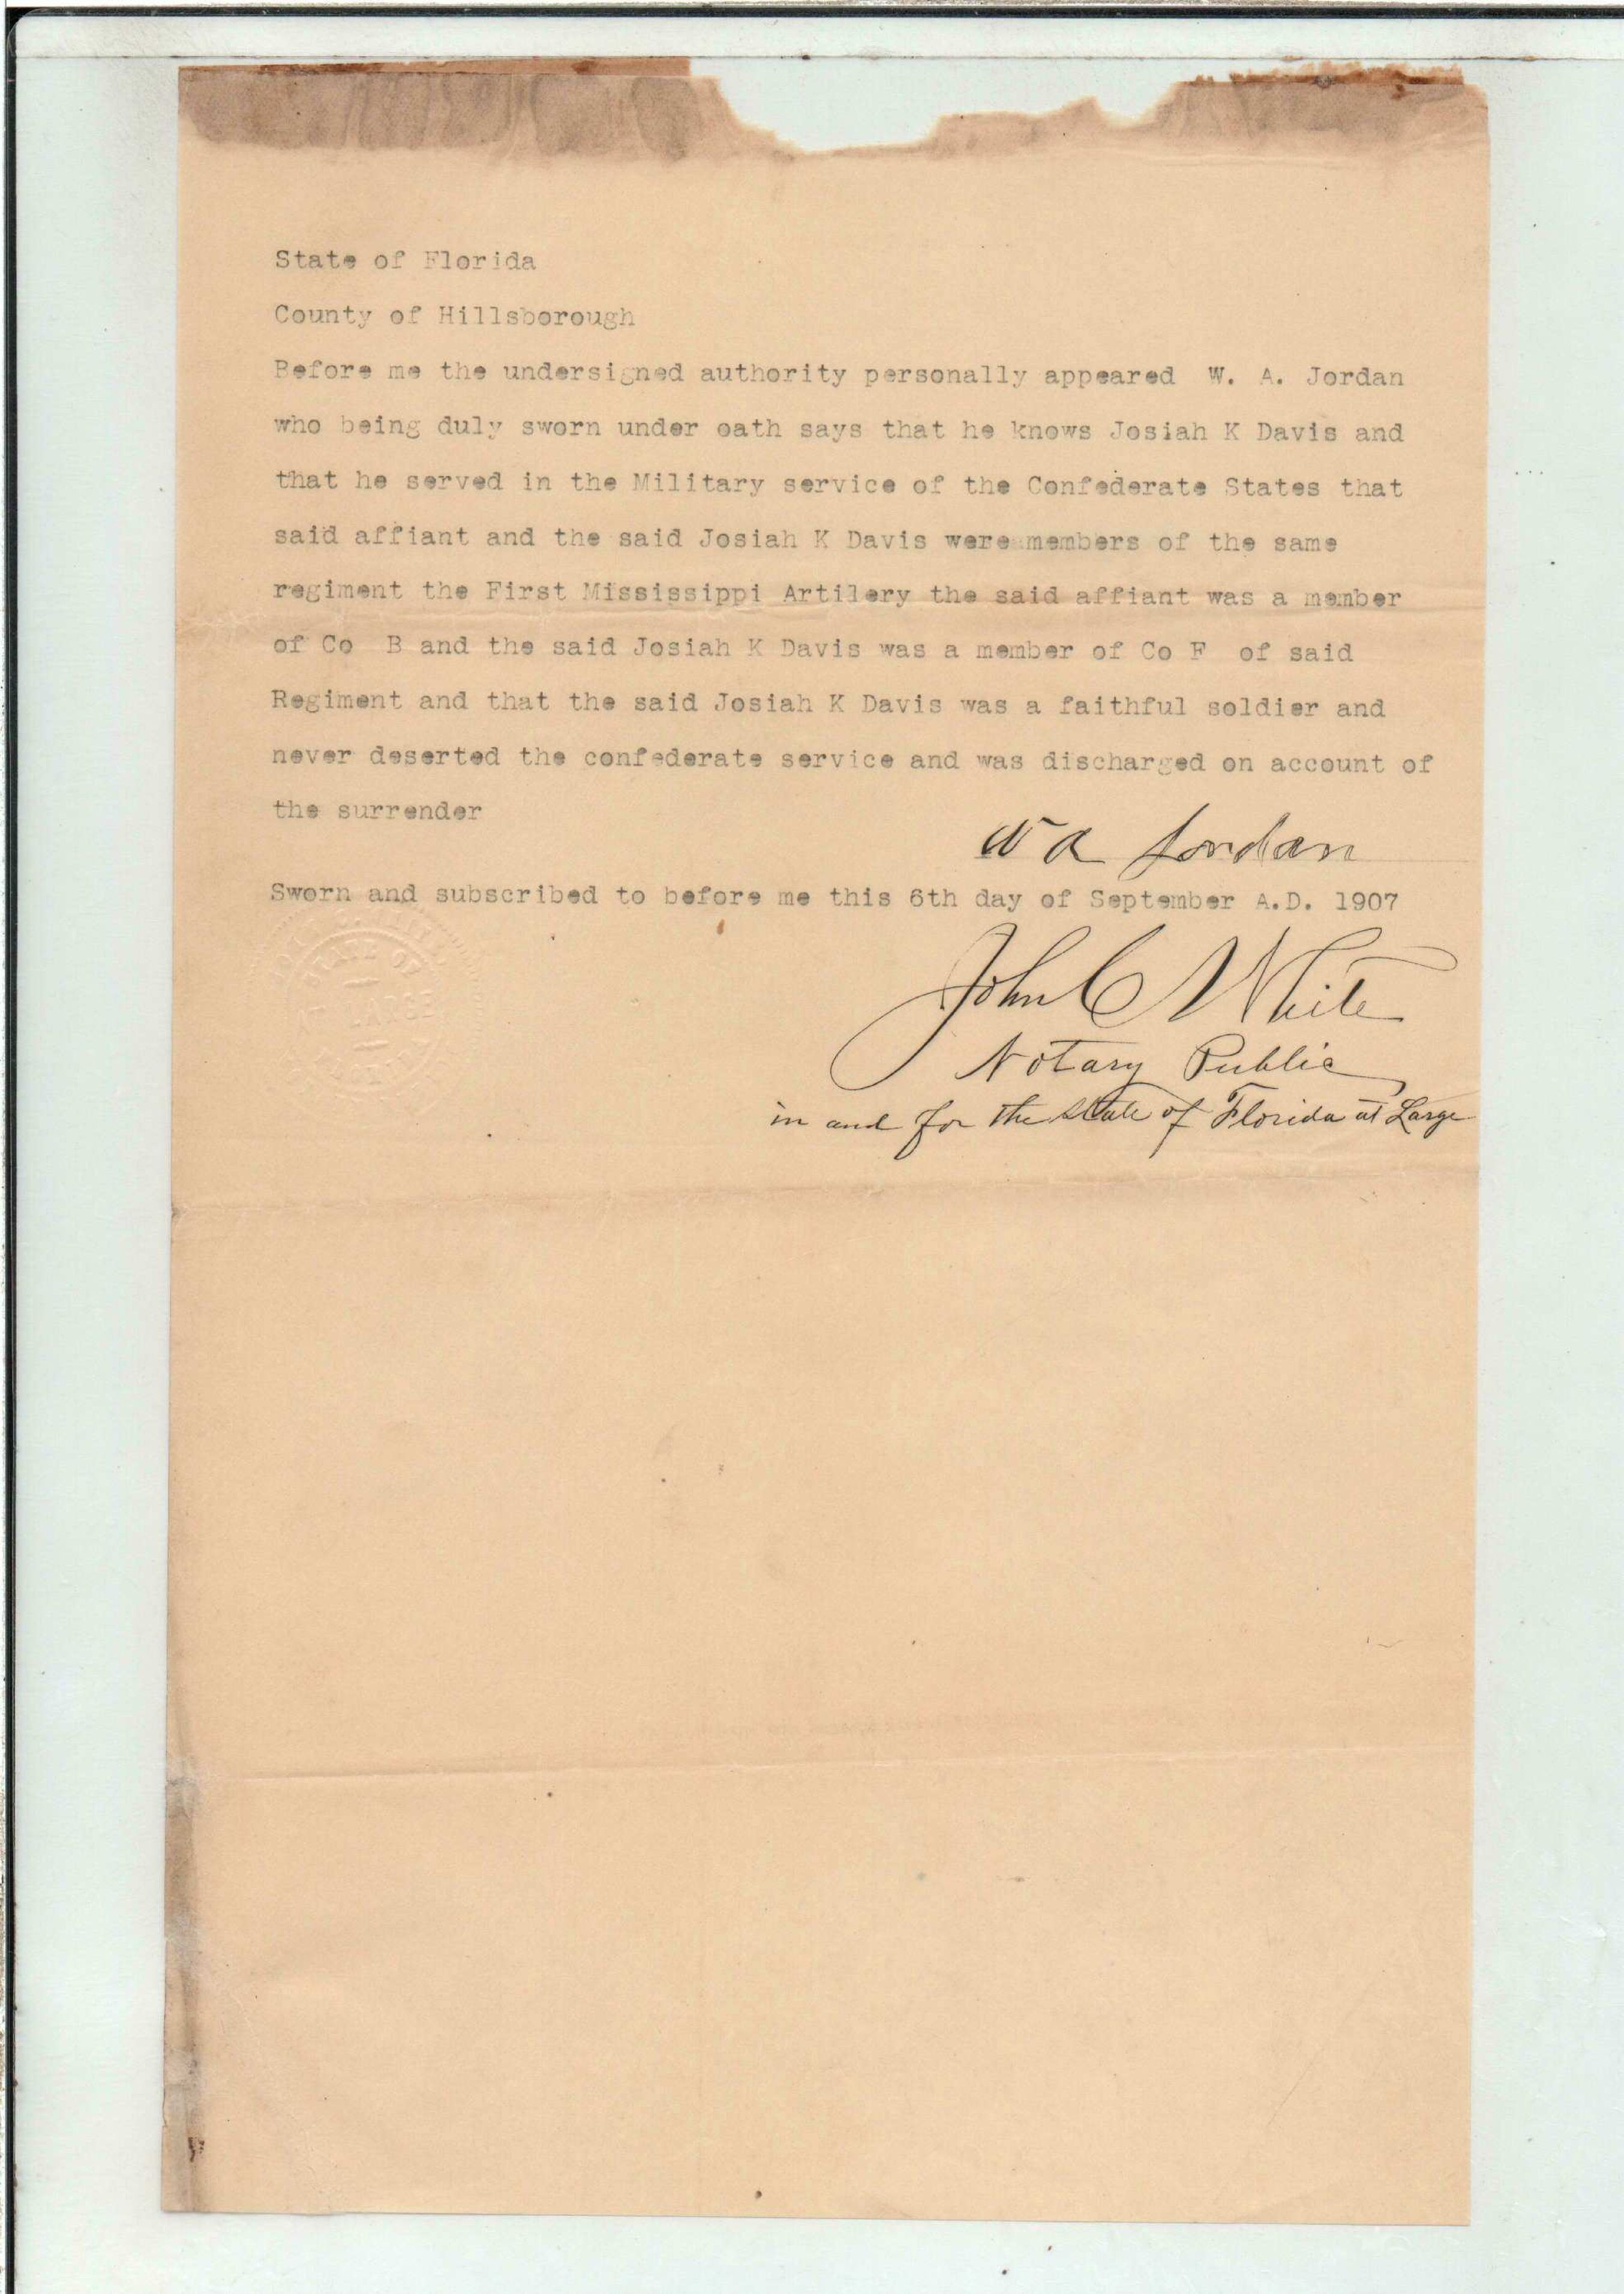 State of Florida
County of Hillsborough
Before me the undersigned authority personally appeared W. A. Jordan
who being duly sworn under oath says that he knows Josiah K Davis and
that he served in the Military service of the Confederate States that
said affiant and the said Josiah K Davis were members of the same
regiment the First Mississippi Artilery the said affiant was a member
of Co B and the said Josiah K Davis was a member of Co F of said
Regiment and that the said Josiah K Davis was a faithful soldier and
never deserted the confederate service and was discharged on account of
the surrender
W A Jordan
Sworn and subscribed to before me this 6th day of September A.D. 1907
John C White
Notary Public
in and for the State of Florida at Large
STATE OF
AT LARGE